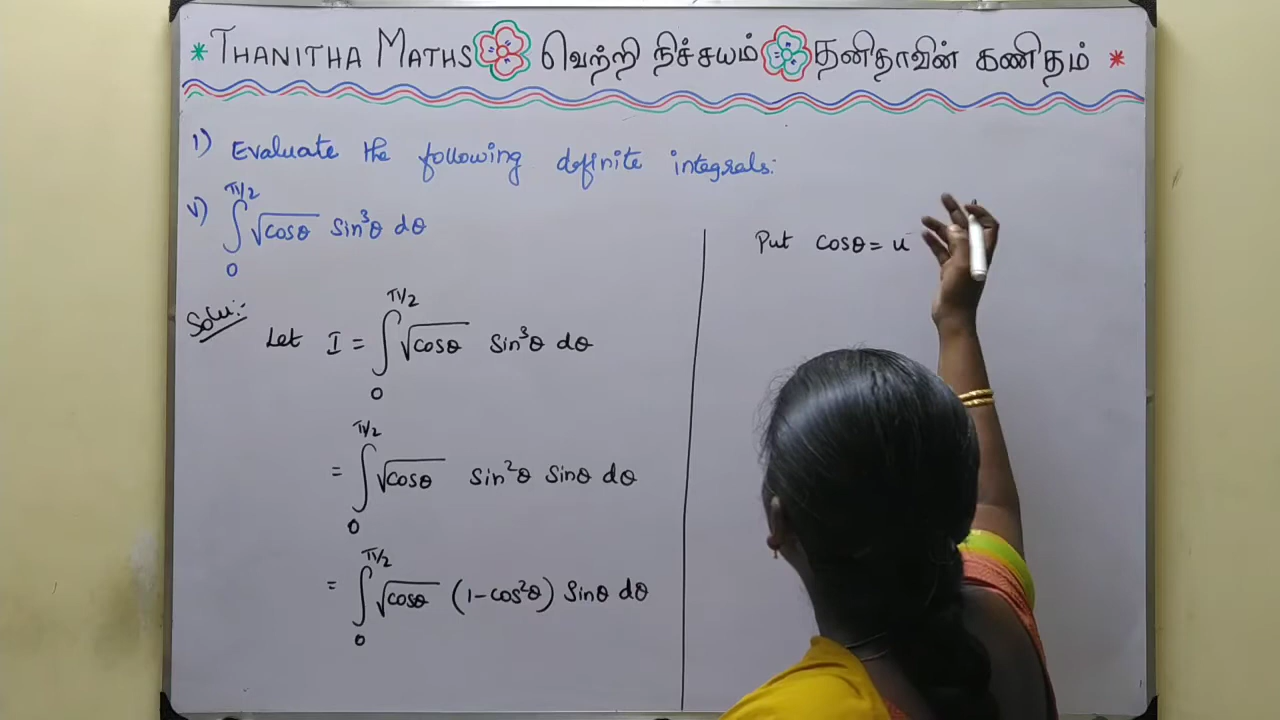 * THANITHA MATHS வெற்றி நிச்சயம் தனிதாவின் கணிதம் *
1) Evaluate the following definite integrals:
v) ∫₀^(π/2) √cosθ sin³θ dθ
Solu:-
Let I = ∫₀^(π/2) √cosθ sin³θ dθ
= ∫₀^(π/2) √cosθ sin²θ sinθ dθ
= ∫₀^(π/2) √cosθ (1-cos²θ) sinθ dθ
Put cosθ = u